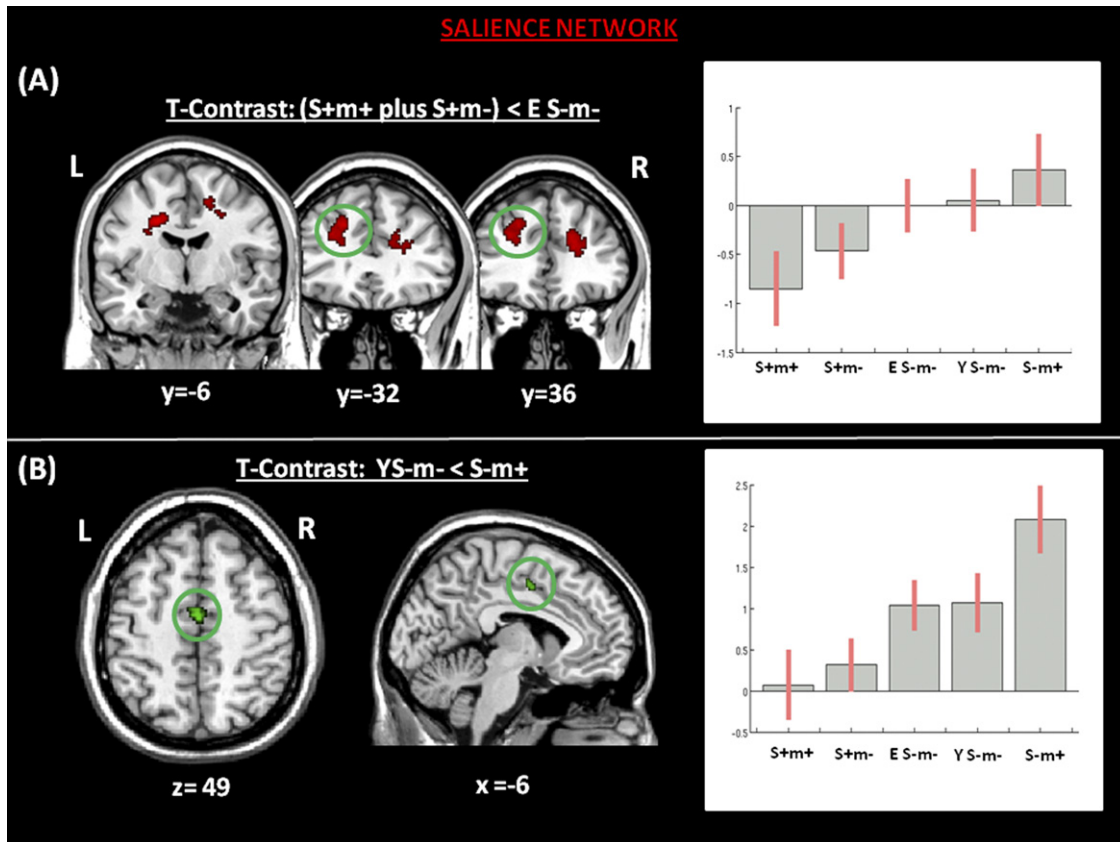 SALIENCE NETWORK
(A)
T-Contrast: (S+m+ plus S+m-) < E S-m-
L
R
y=-6
y=-32
y=36
1
0.5
0
-0.5
-1
-1.5
S+m+ S+m- E S-m- Y S-m- S-m+
(B)
T-Contrast: YS-m- < S-m+
L
R
z= 49
x =-6
2.5
2
1.5
1
0.5
0
-0.5
S+m+ S+m- E S-m- Y S-m- S-m+